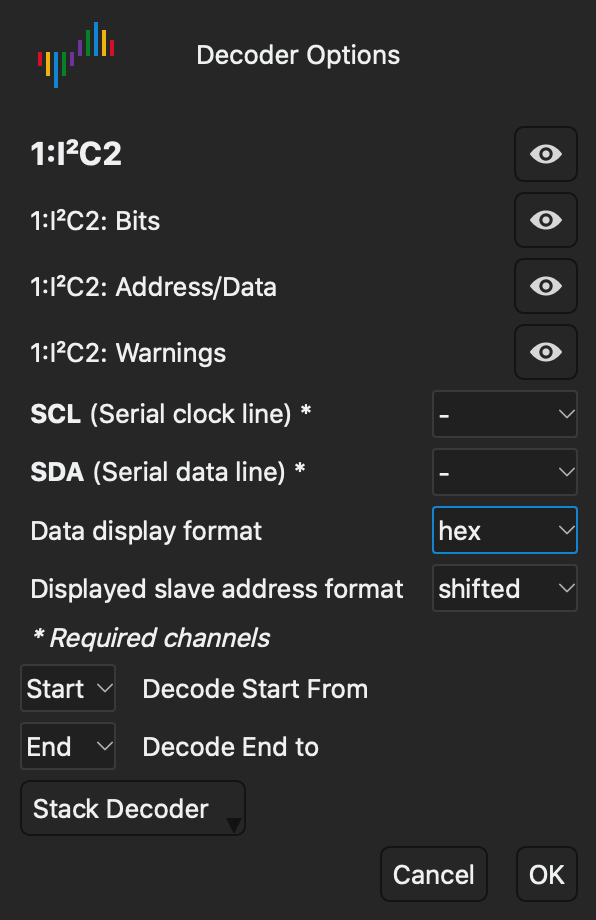 Decoder Options
1:I²C2
1:I²C2: Bits
1:I²C2: Address/Data
1:I²C2: Warnings
SCL (Serial clock line) * -
SDA (Serial data line) * -
Data display format hex
Displayed slave address format shifted
* Required channels
Start Decode Start From
End Decode End to
Stack Decoder
Cancel OK